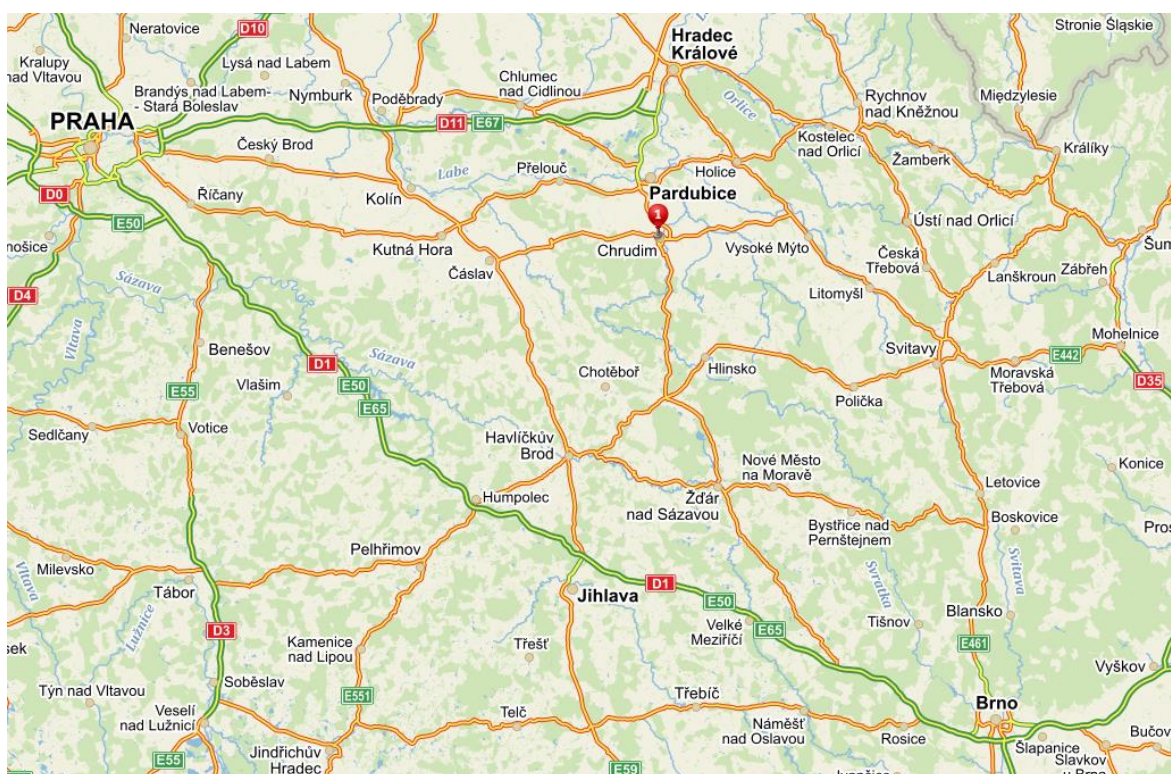 Neratovice
D10
Hradec
Králové
Stronie Śląskie
Kralupy
nad Vltavou
Lysá nad Labem
Brandýs nad Labem-
- Stará Boleslav
Nymburk
Poděbrady
Chlumec
nad Cidlinou
Orlice
Rychnov
nad Kněžnou
Międzylesie
PRAHA
D11
E67
Český Brod
Kostelec
nad Orlicí
Žamberk
Králíky
Labe
Přelouč
Holice
D0
Říčany
Kolín
Pardubice
E50
1
Kutná Hora
Chrudim
Vysoké Mýto
Ústí nad Orlicí
nošice
Čáslav
Česká
Třebová
Lanškroun
Zábřeh
Šum
Sázava
D4
Litomyšl
Vltava
Mohelnice
Benešov
Sázava
D1
E50
E65
Chotěboř
Hlinsko
Svitavy
E442
Moravská
Třebová
D35
E55
Vlašim
Polička
Sedlčany
Votice
Havlíčkův
Brod
Nové Město
na Moravě
Konice
Humpolec
Žďár
nad Sázavou
Letovice
Bystřice nad
Pernštejnem
Boskovice
Pros
Pelhřimov
Milevsko
Vltava
Tábor
Lužnice
Jihlava
D1
E50
Svratka
Svitava
D3
Kamenice
nad Lipou
Třešť
Velké
Meziříčí
E65
Tišnov
Blansko
E461
sek
Týn nad Vltavou
Soběslav
E551
Třebíč
Vyškov
Veselí
nad Lužnicí
Telč
Náměšť
nad Oslavou
Rosice
Brno
E55
Jindřichův
Hradec
E59
Ivančice
Šlapanice
Slavkov
u Brna
Bučov